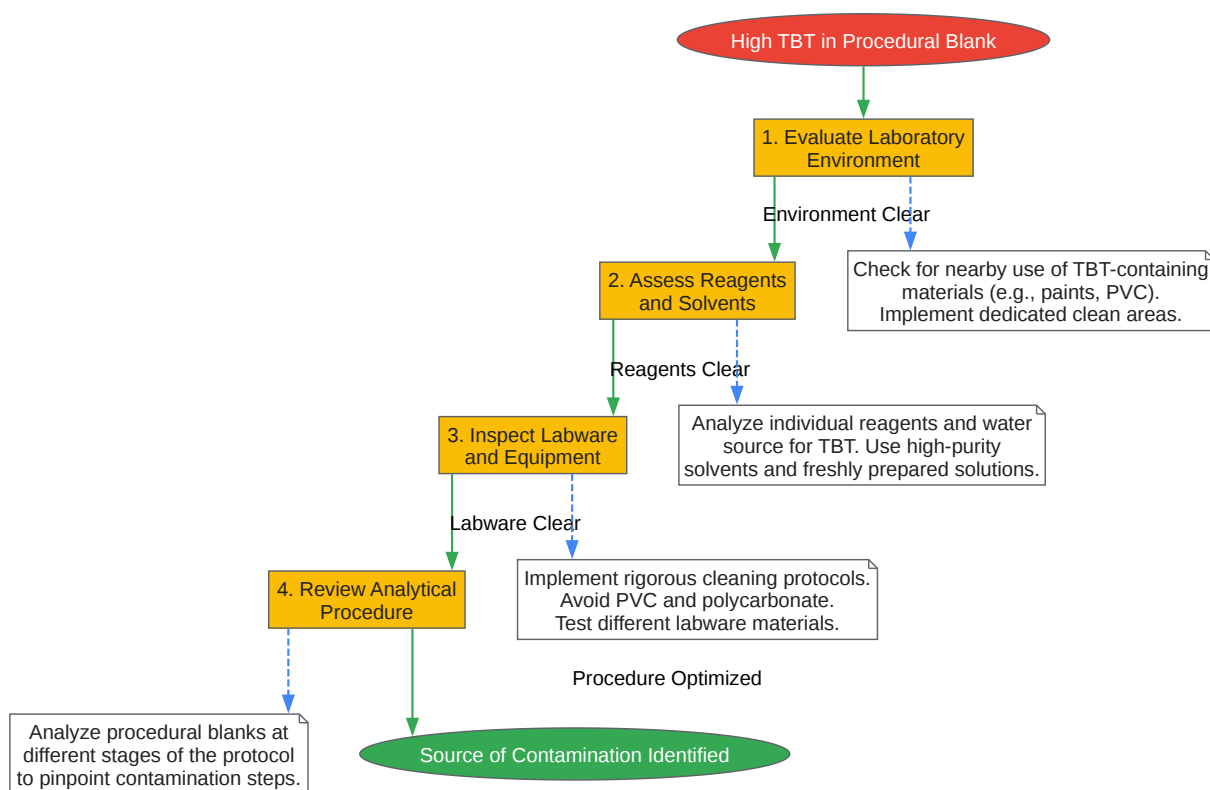 High TBT in Procedural Blank
1. Evaluate Laboratory
Environment
Environment Clear
Check for nearby use of TBT-containing
materials (e.g., paints, PVC).
Implement dedicated clean areas.
2. Assess Reagents
and Solvents
Reagents Clear
Analyze individual reagents and water
source for TBT. Use high-purity
solvents and freshly prepared solutions.
3. Inspect Labware
and Equipment
Labware Clear
Implement rigorous cleaning protocols.
Avoid PVC and polycarbonate.
Test different labware materials.
4. Review Analytical
Procedure
Procedure Optimized
Analyze procedural blanks at
different stages of the protocol
to pinpoint contamination steps.
Source of Contamination Identified